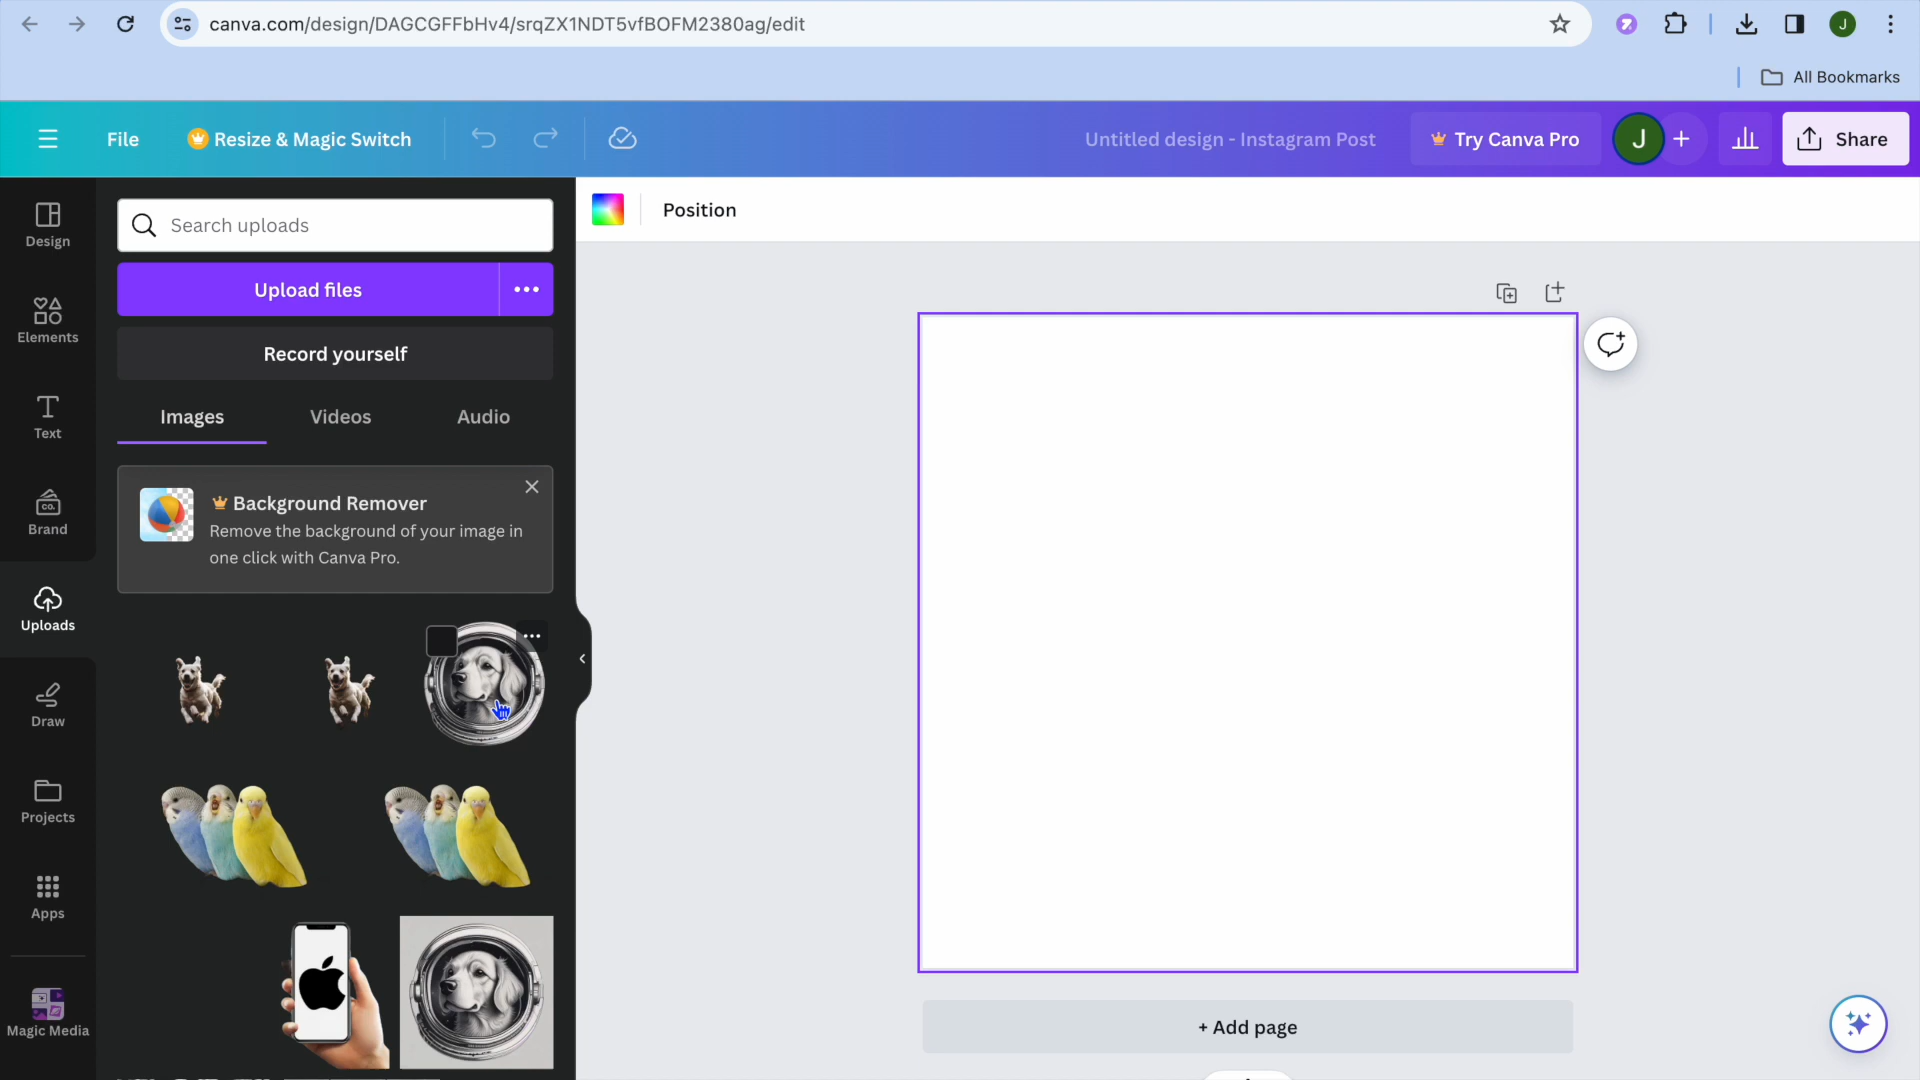 canva.com/design/DAGCGFFbHv4/srqZX1NDT5vfBOFM2380ag/edit
J
All Bookmarks
File
Resize & Magic Switch
Untitled design - Instagram Post
Try Canva Pro
J
Share
Design
Elements
Text
Brand
Uploads
Draw
Projects
Apps
Magic Media
Search uploads
Upload files
Record yourself
Images
Videos
Audio
Background Remover
Remove the background of your image in
one click with Canva Pro.
Position
+ Add page